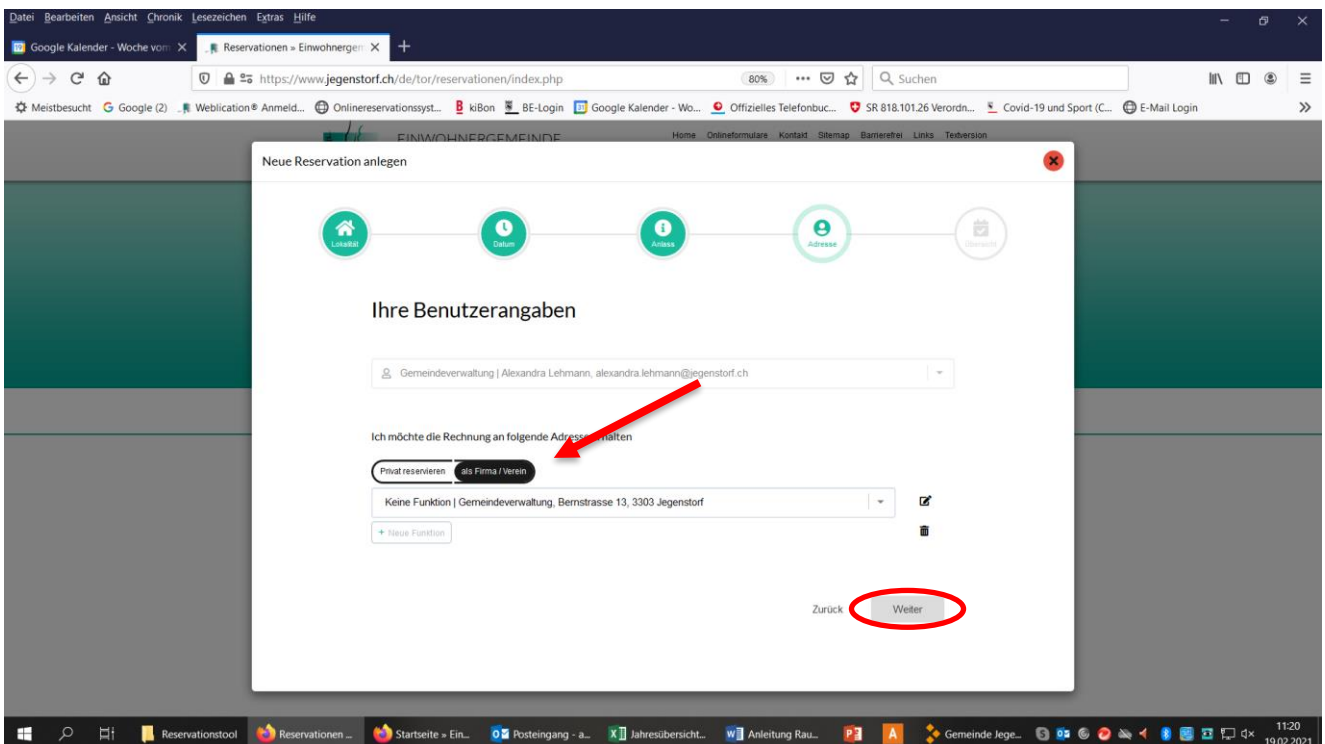 Datei Bearbeiten Ansicht Chronik Lesezeichen Extras Hilfe
Google Kalender - Woche vom
Reservationen » Einwohnergem
https://www.jegenstorf.ch/de/tor/reservationen/index.php
80%
Suchen
Meistbesucht Google (2) Weblication® Anmeld... Onlinereservationssyst... kiBon BE-Login Google Kalender - Wo... Offizielles Telefonbuc... SR 818.101.26 Verordn... Covid-19 und Sport (C... E-Mail Login
EINWOHNERGEMEINDE
Home Onlineformulare Kontakt Sitemap Barrierefrei Links Textversion
Neue Reservation anlegen
Lokalität
Datum
Anlass
Adresse
Übersicht
Ihre Benutzerangaben
Gemeindeverwaltung | Alexandra Lehmann, alexandra.lehmann@jegenstorf.ch
Ich möchte die Rechnung an folgende Adresse erhalten
Privat reservieren als Firma / Verein
Keine Funktion | Gemeindeverwaltung, Bernstrasse 13, 3303 Jegenstorf
+ Neue Funktion
Zurück Weiter
Reservationstool Reservationen ... Startseite » Ein... Posteingang - a... Jahresübersicht... Anleitung Rau... Gemeinde Jege...
11:20
19.02.2021